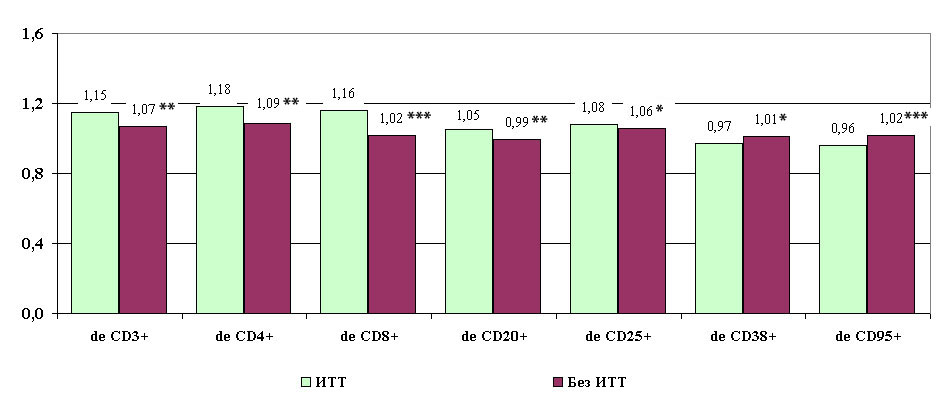 1,6
1,2
0,8
0,4
0,0
1,15 1,07 ** 1,18 1,09 ** 1,16 1,02 *** 1,05 0,99 ** 1,08 1,06 * 0,97 1,01* 0,96 1,02***
de CD3+ de CD4+ de CD8+ de CD20+ de CD25+ de CD38+ de CD95+
ИТТ Без ИТТ